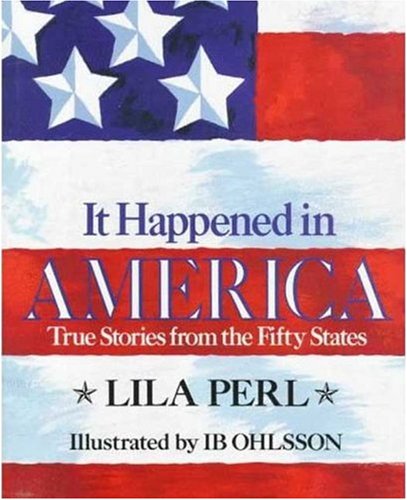 It Happened in
AMERICA
True Stories from the Fifty States
★ LILA PERL ★
Illustrated by IB OHLSSON